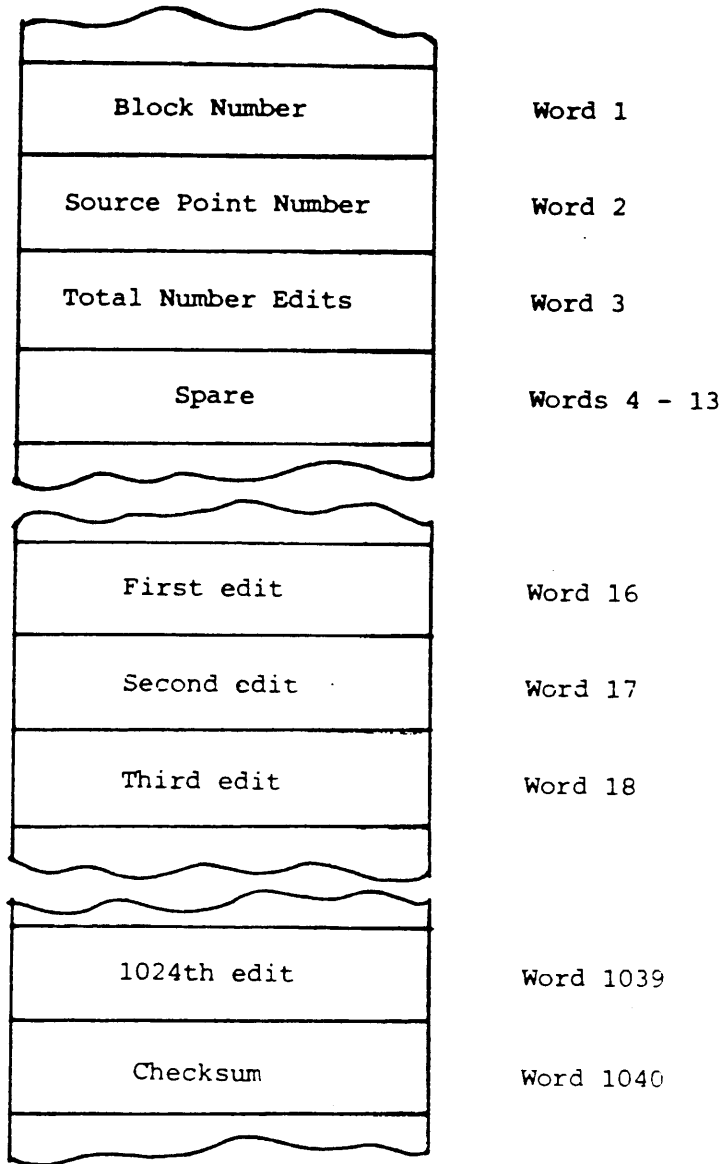 Block Number Word 1
Source Point Number Word 2
Total Number Edits Word 3
Spare Words 4 - 13
First edit Word 16
Second edit Word 17
Third edit Word 18
1024th edit Word 1039
Checksum Word 1040